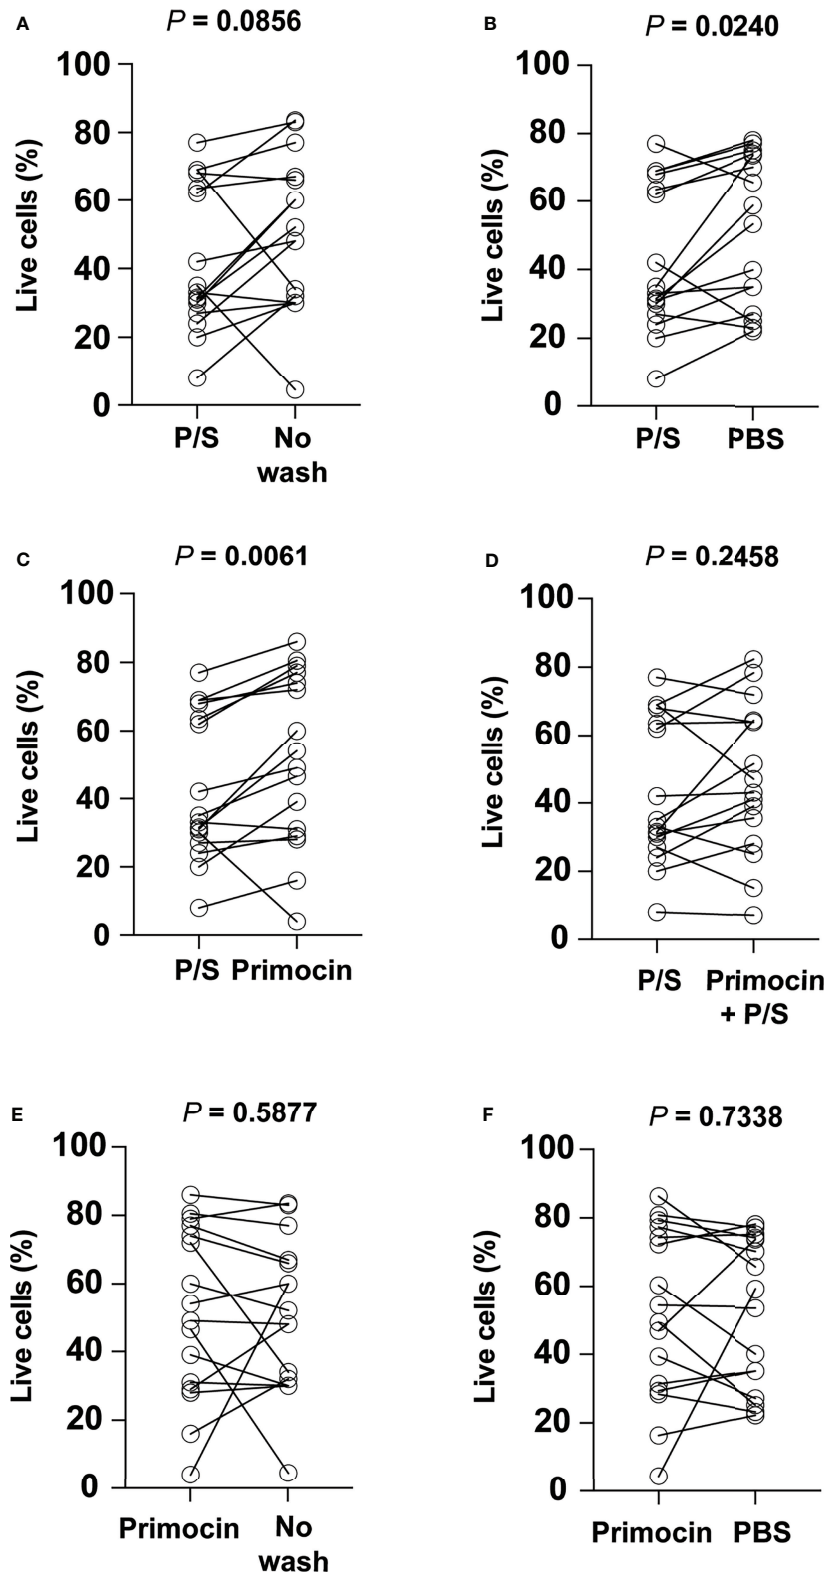 A
P = 0.0856
Live cells (%)
100
80
60
40
20
0
P/S
No
wash
B
P = 0.0240
Live cells (%)
100
80
60
40
20
0
P/S
PBS
C
P = 0.0061
Live cells (%)
100
80
60
40
20
0
P/S
Primocin
D
P = 0.2458
Live cells (%)
100
80
60
40
20
0
P/S
Primocin
+ P/S
E
P = 0.5877
Live cells (%)
100
80
60
40
20
0
Primocin
No
wash
F
P = 0.7338
Live cells (%)
100
80
60
40
20
0
Primocin
PBS